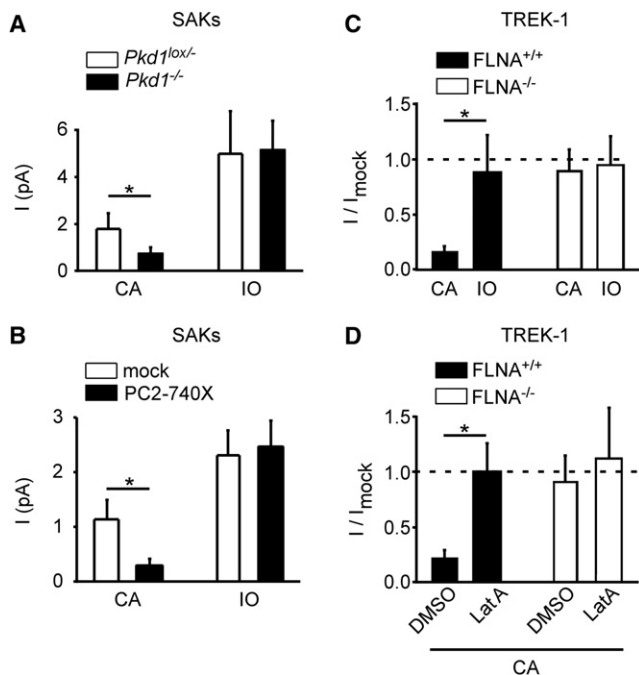 A
SAKs
Pkd1lox/-
Pkd1-/-
6
4
2
0
I (pA)
*
CA
IO
B
SAKs
mock
PC2-740X
3
2
1
0
I (pA)
*
CA
IO
C
TREK-1
FLNA+/+
FLNA-/-
1.5
1.0
0.5
0.0
I / Imock
*
CA
IO
CA
IO
D
TREK-1
FLNA+/+
FLNA-/-
1.5
1.0
0.5
0.0
I / Imock
*
DMSO
LatA
DMSO
LatA
CA